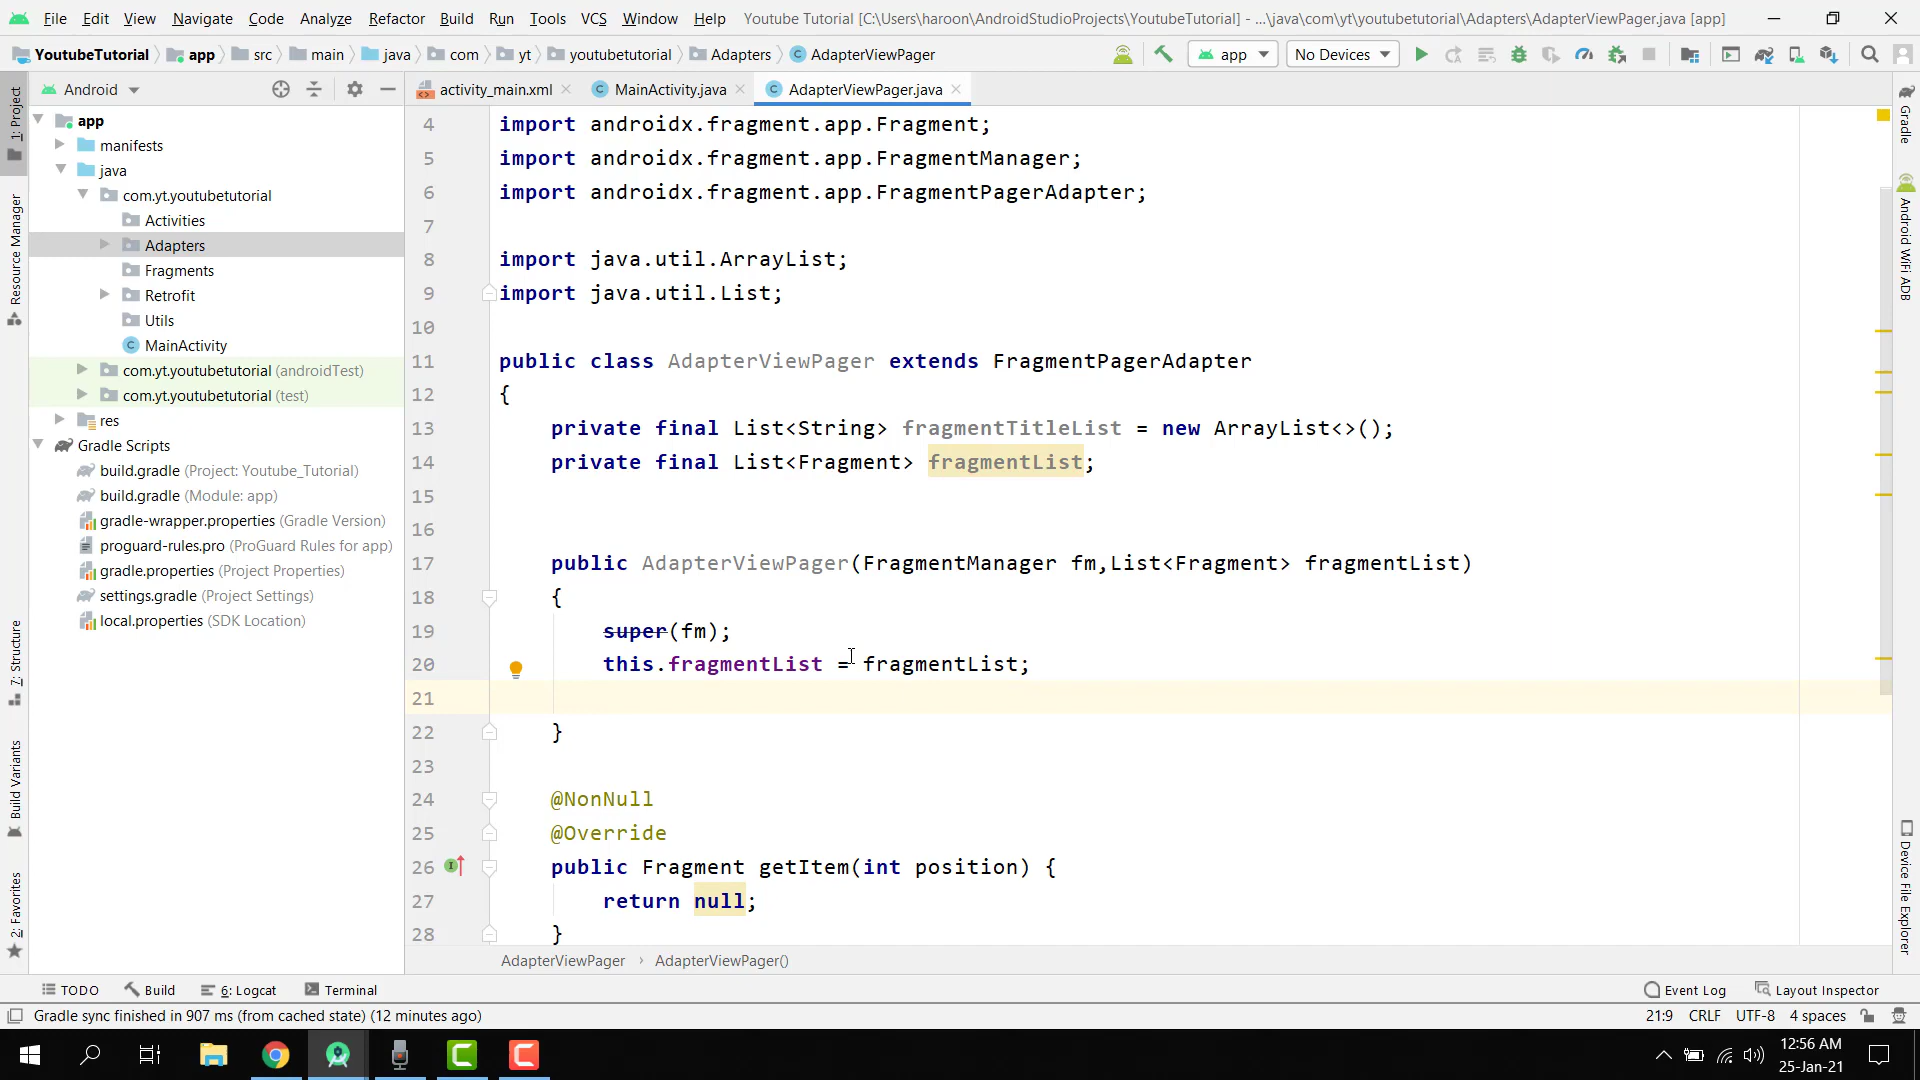 File Edit View Navigate Code Analyze Refactor Build Run Tools VCS Window Help Youtube Tutorial [C:\Users\haroon\AndroidStudioProjects\YoutubeTutorial] - ...\java\com\yt\youtubetutorial\Adapters\AdapterViewPager.java [app]
YoutubeTutorial app src main java com yt youtubetutorial Adapters AdapterViewPager app No Devices
Android activity_main.xml MainActivity.java AdapterViewPager.java
1: Project
Resource Manager
7: Structure
Build Variants
2: Favorites
app
manifests
java
com.yt.youtubetutorial
Activities
Adapters
Fragments
Retrofit
Utils
MainActivity
com.yt.youtubetutorial (androidTest)
com.yt.youtubetutorial (test)
res
Gradle Scripts
build.gradle (Project: Youtube_Tutorial)
build.gradle (Module: app)
gradle-wrapper.properties (Gradle Version)
proguard-rules.pro (ProGuard Rules for app)
gradle.properties (Project Properties)
settings.gradle (Project Settings)
local.properties (SDK Location)
4 import androidx.fragment.app.Fragment;
5 import androidx.fragment.app.FragmentManager;
6 import androidx.fragment.app.FragmentPagerAdapter;
7
8 import java.util.ArrayList;
9 import java.util.List;
10
11 public class AdapterViewPager extends FragmentPagerAdapter
12 {
13 private final List<String> fragmentTitleList = new ArrayList<>();
14 private final List<Fragment> fragmentList;
15
16
17 public AdapterViewPager(FragmentManager fm,List<Fragment> fragmentList)
18 {
19 super(fm);
20 this.fragmentList = fragmentList;
21
22 }
23
24 @NonNull
25 @Override
26 public Fragment getItem(int position) {
27 return null;
28 }
AdapterViewPager › AdapterViewPager()
Gradle
Android WiFi ADB
Device File Explorer
TODO Build 6: Logcat Terminal Event Log Layout Inspector
Gradle sync finished in 907 ms (from cached state) (12 minutes ago) 21:9 CRLF UTF-8 4 spaces
12:56 AM
25-Jan-21